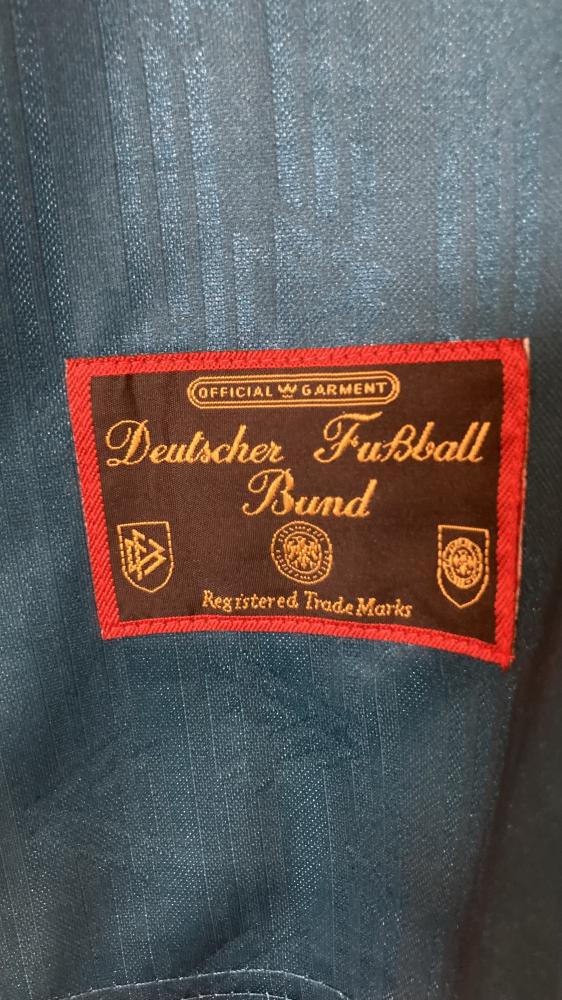 OFFICIAL GARMENT
Deutscher Fußball
Bund
Registered Trade Marks